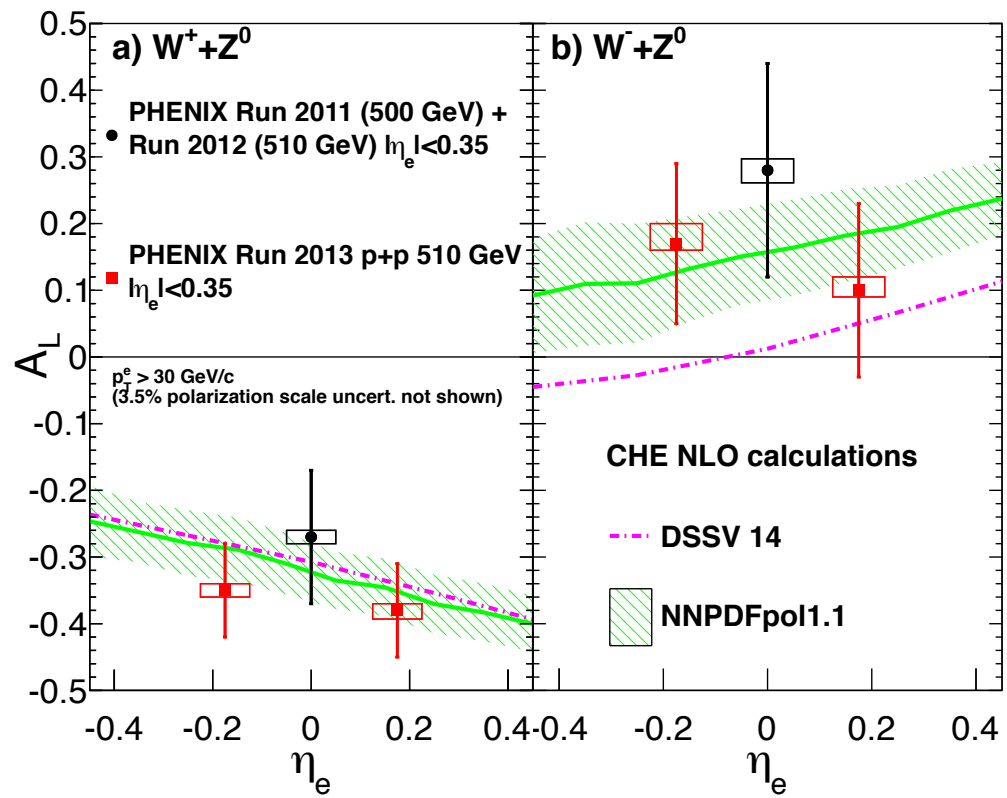 a) W⁺+Z⁰
PHENIX Run 2011 (500 GeV) +
Run 2012 (510 GeV) |ηₑ|<0.35
PHENIX Run 2013 p+p 510 GeV
|ηₑ|<0.35
p_T^e > 30 GeV/c
(3.5% polarization scale uncert. not shown)
b) W⁻+Z⁰
CHE NLO calculations
DSSV 14
NNPDFpol1.1
A_L
0.5
0.4
0.3
0.2
0.1
0
-0.1
-0.2
-0.3
-0.4
-0.5
-0.4 -0.2 0 0.2 0.4 -0.4 -0.2 0 0.2 0.4
ηₑ ηₑ